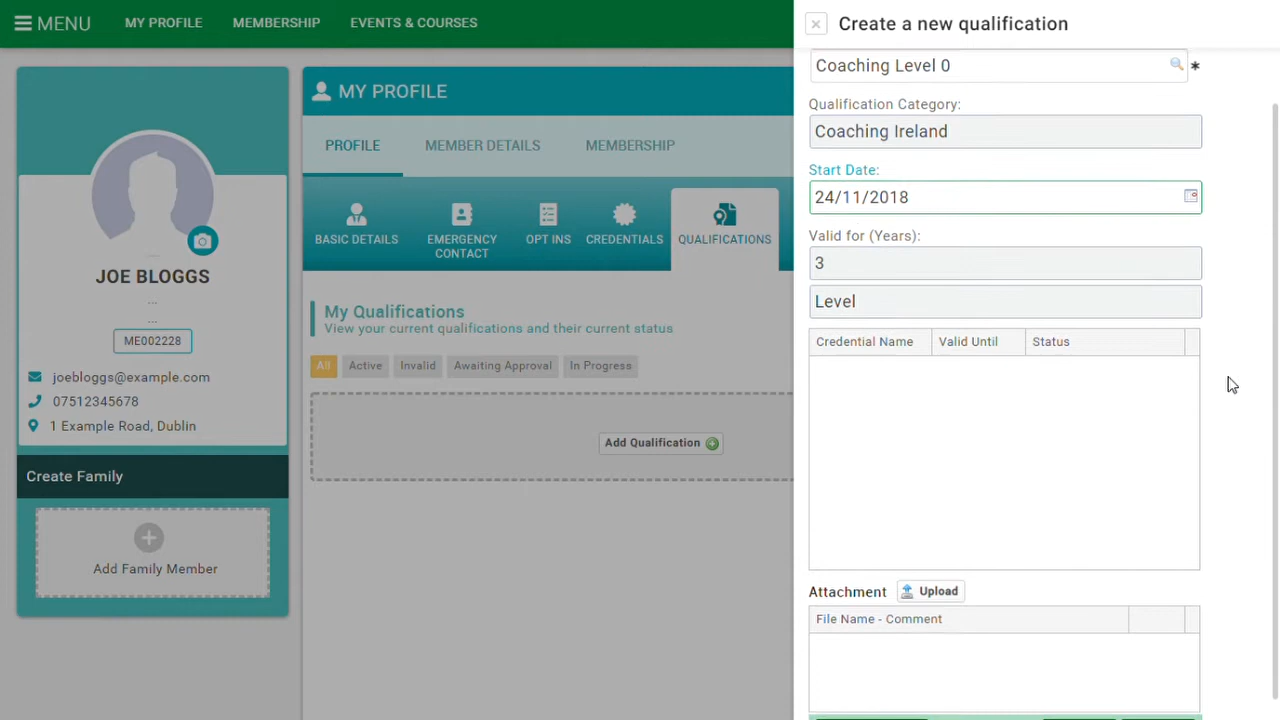 MENU
MY PROFILE
MEMBERSHIP
EVENTS & COURSES
JOE BLOGGS
...
...
ME002228
joebloggs@example.com
07512345678
1 Example Road, Dublin
Create Family
Add Family Member
MY PROFILE
PROFILE
MEMBER DETAILS
MEMBERSHIP
BASIC DETAILS
EMERGENCY
CONTACT
OPT INS
CREDENTIALS
QUALIFICATIONS
My Qualifications
View your current qualifications and their current status
All
Active
Invalid
Awaiting Approval
In Progress
Add Qualification
Create a new qualification
Coaching Level 0
*
Qualification Category:
Coaching Ireland
Start Date:
24/11/2018
Valid for (Years):
3
Level
Credential Name
Valid Until
Status
Attachment
Upload
File Name - Comment